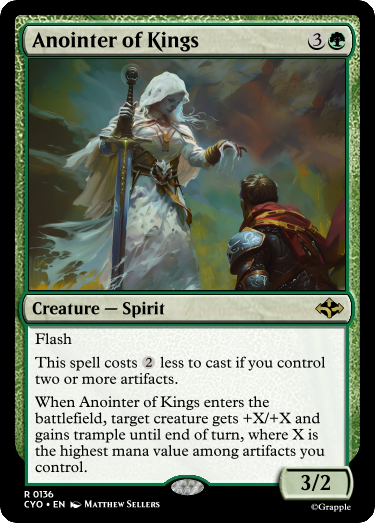 Anointer of Kings 3
Creature — Spirit
Flash
This spell costs 2 less to cast if you control
two or more artifacts.
When Anointer of Kings enters the
battlefield, target creature gets +X/+X and
gains trample until end of turn, where X is
the highest mana value among artifacts you
control.
3/2
R 0136
CYO • EN Matthew Sellers
©Grapple